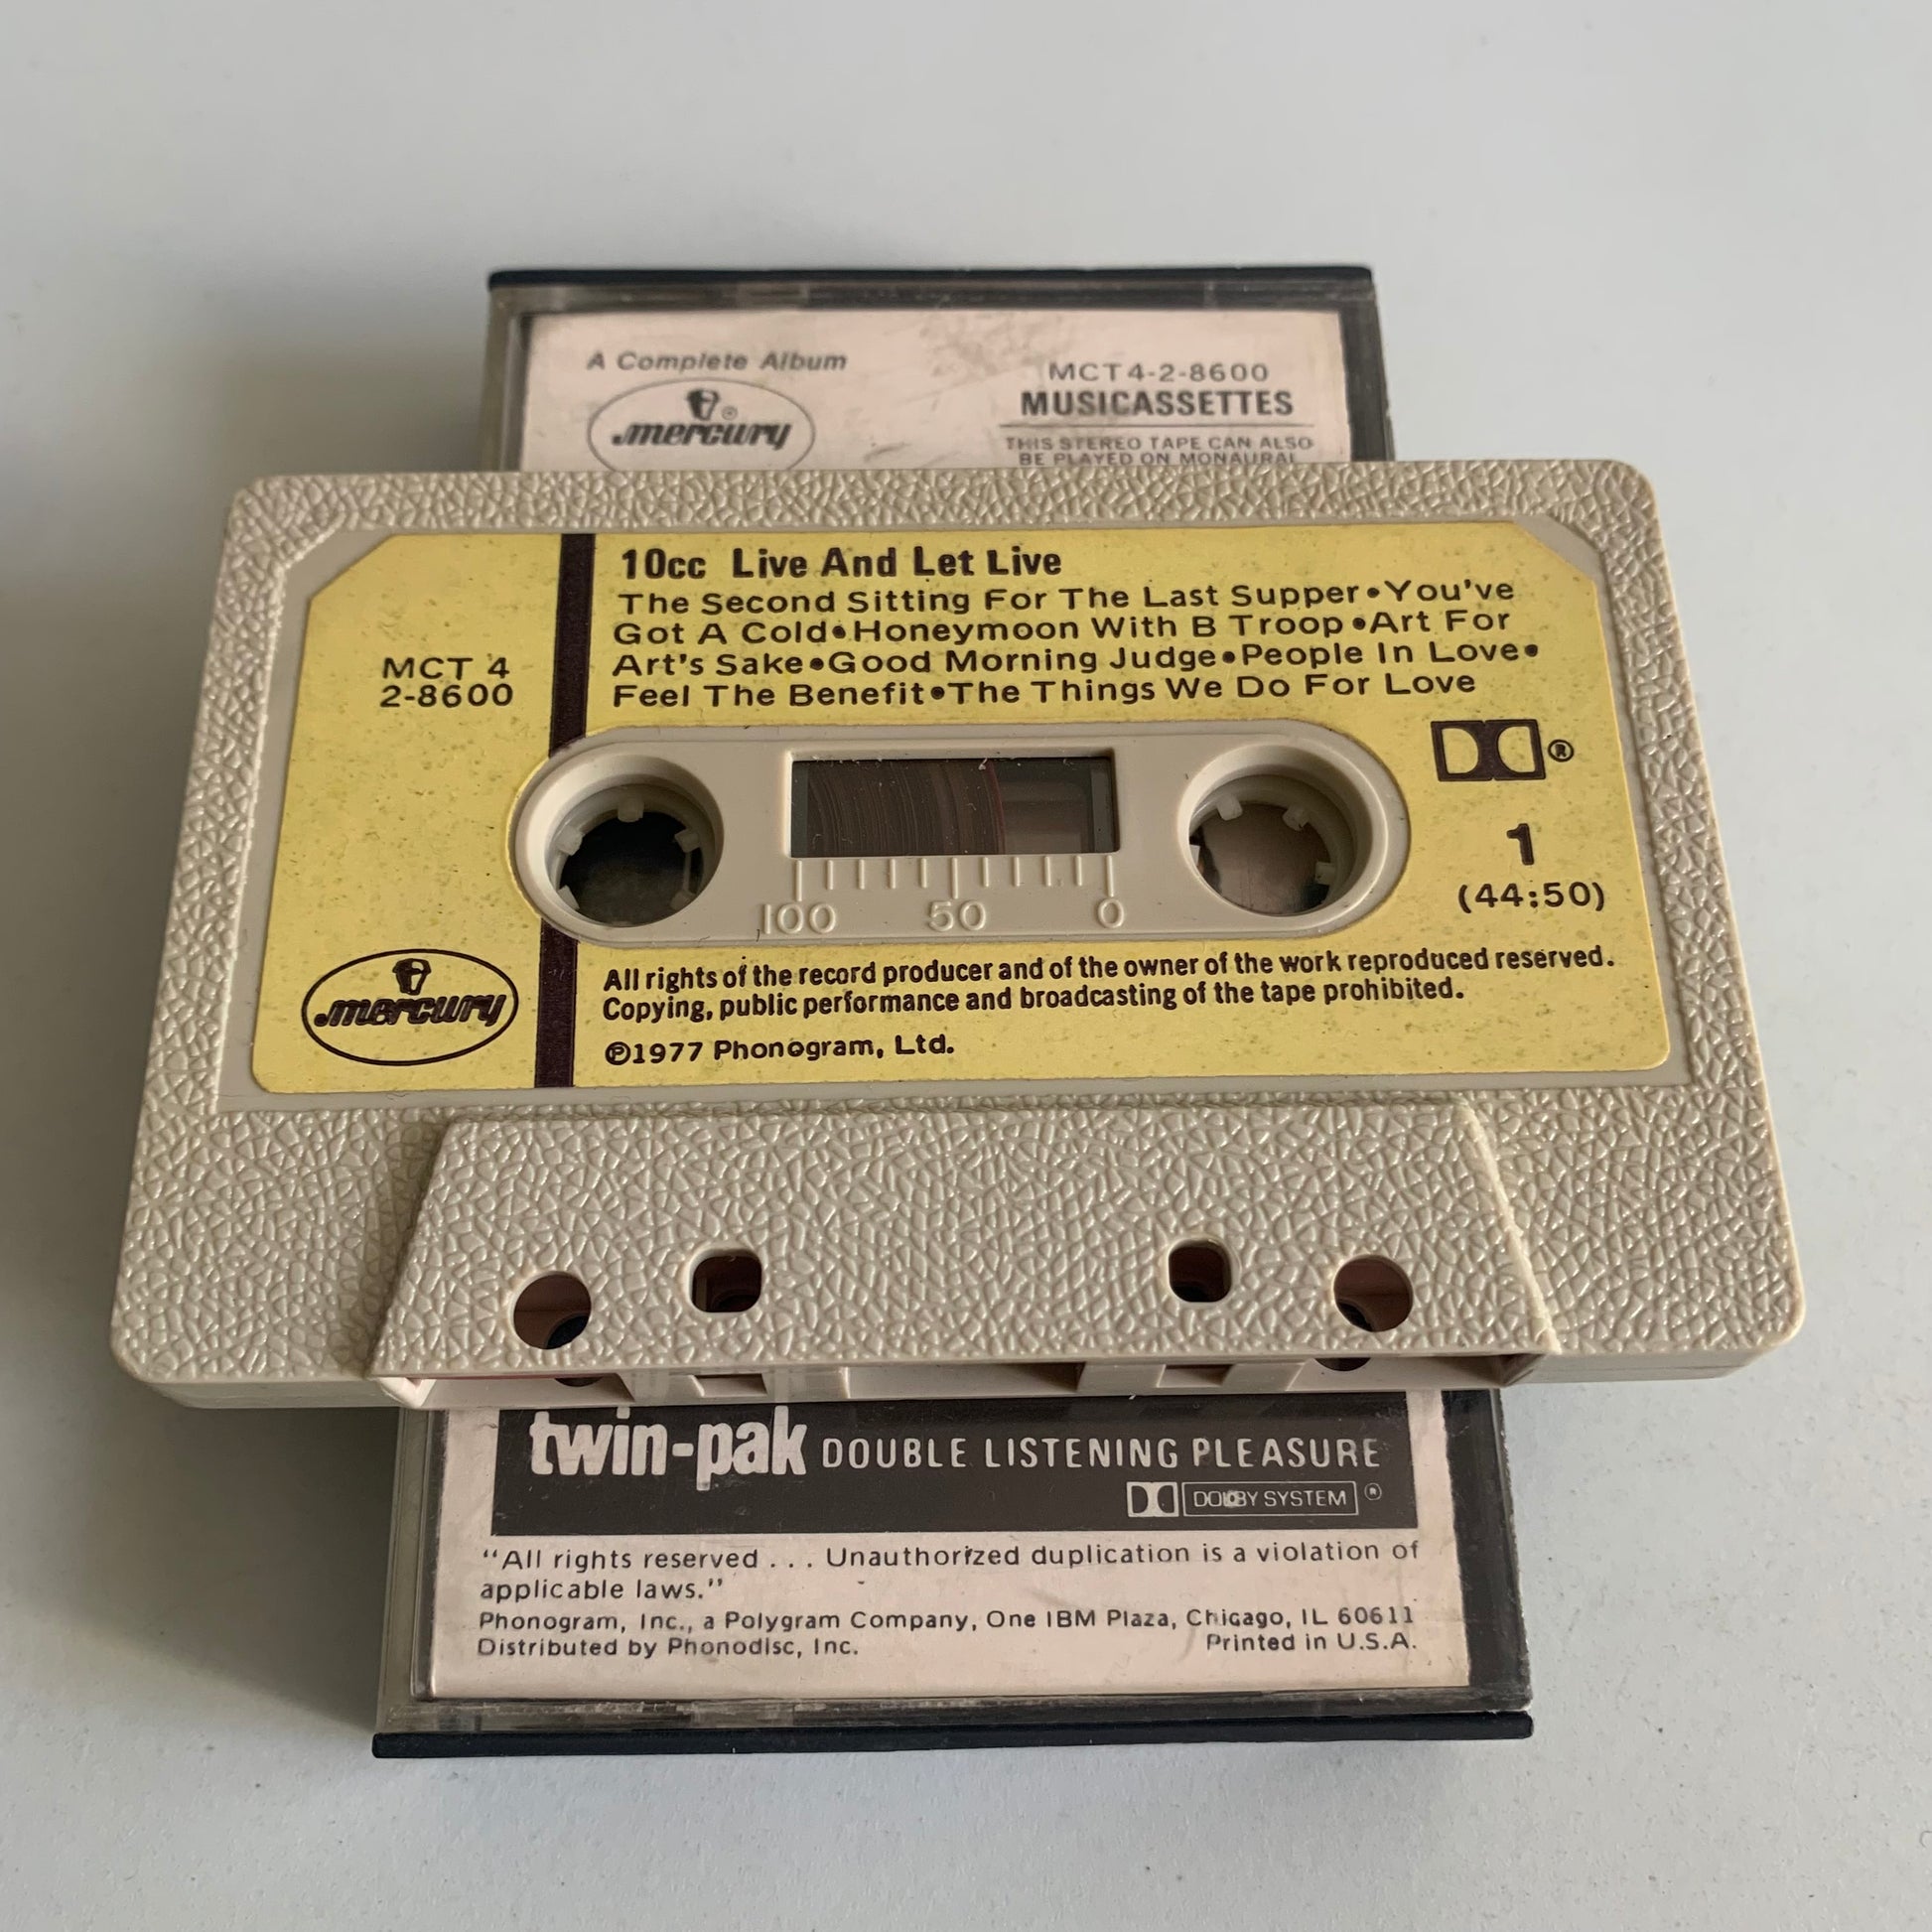 A Complete Album
mercury®
MCT4-2-8600
MUSICASSETTES
THIS STEREO TAPE CAN ALSO
BE PLAYED ON MONAURAL
10cc Live And Let Live
The Second Sitting For The Last Supper•You've
Got A Cold•Honeymoon With B Troop•Art For
Art's Sake•Good Morning Judge•People In Love•
Feel The Benefit•The Things We Do For Love
MCT 4
2-8600
®
1
(44:50)
100 50 0
mercury
All rights of the record producer and of the owner of the work reproduced reserved.
Copying, public performance and broadcasting of the tape prohibited.
℗1977 Phonogram, Ltd.
twin-pak DOUBLE LISTENING PLEASURE
DOLBY SYSTEM ®
“All rights reserved . . . Unauthorized duplication is a violation of
applicable laws.”
Phonogram, Inc., a Polygram Company, One IBM Plaza, Chicago, IL 60611
Distributed by Phonodisc, Inc. Printed in U.S.A.